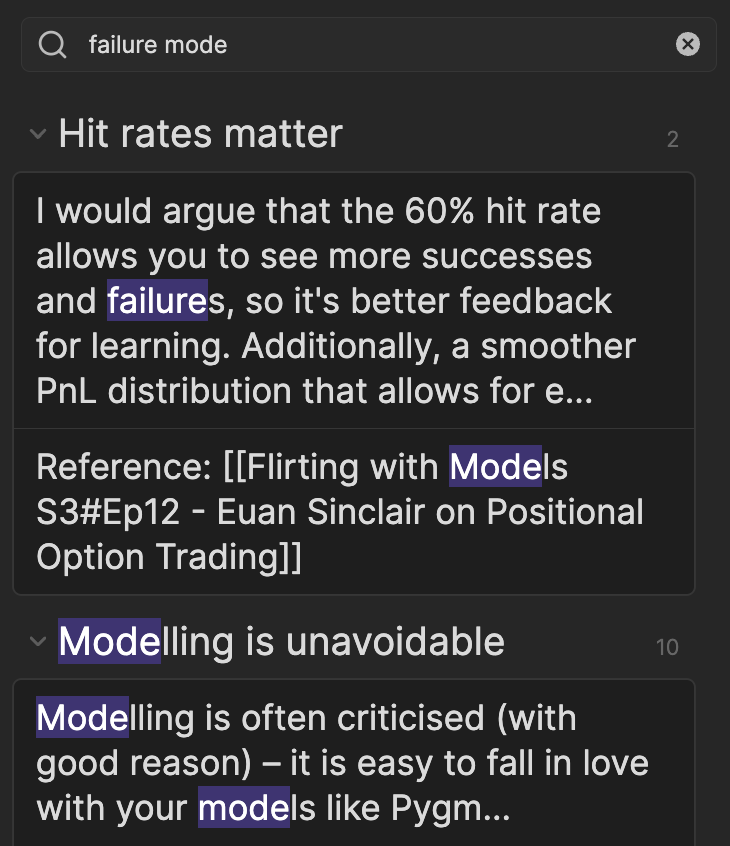 failure mode
Hit rates matter
2
I would argue that the 60% hit rate
allows you to see more successes
and failures, so it's better feedback
for learning. Additionally, a smoother
PnL distribution that allows for e...
Reference: [[Flirting with Models
S3#Ep12 - Euan Sinclair on Positional
Option Trading]]
Modelling is unavoidable
10
Modelling is often criticised (with
good reason) – it is easy to fall in love
with your models like Pygm...